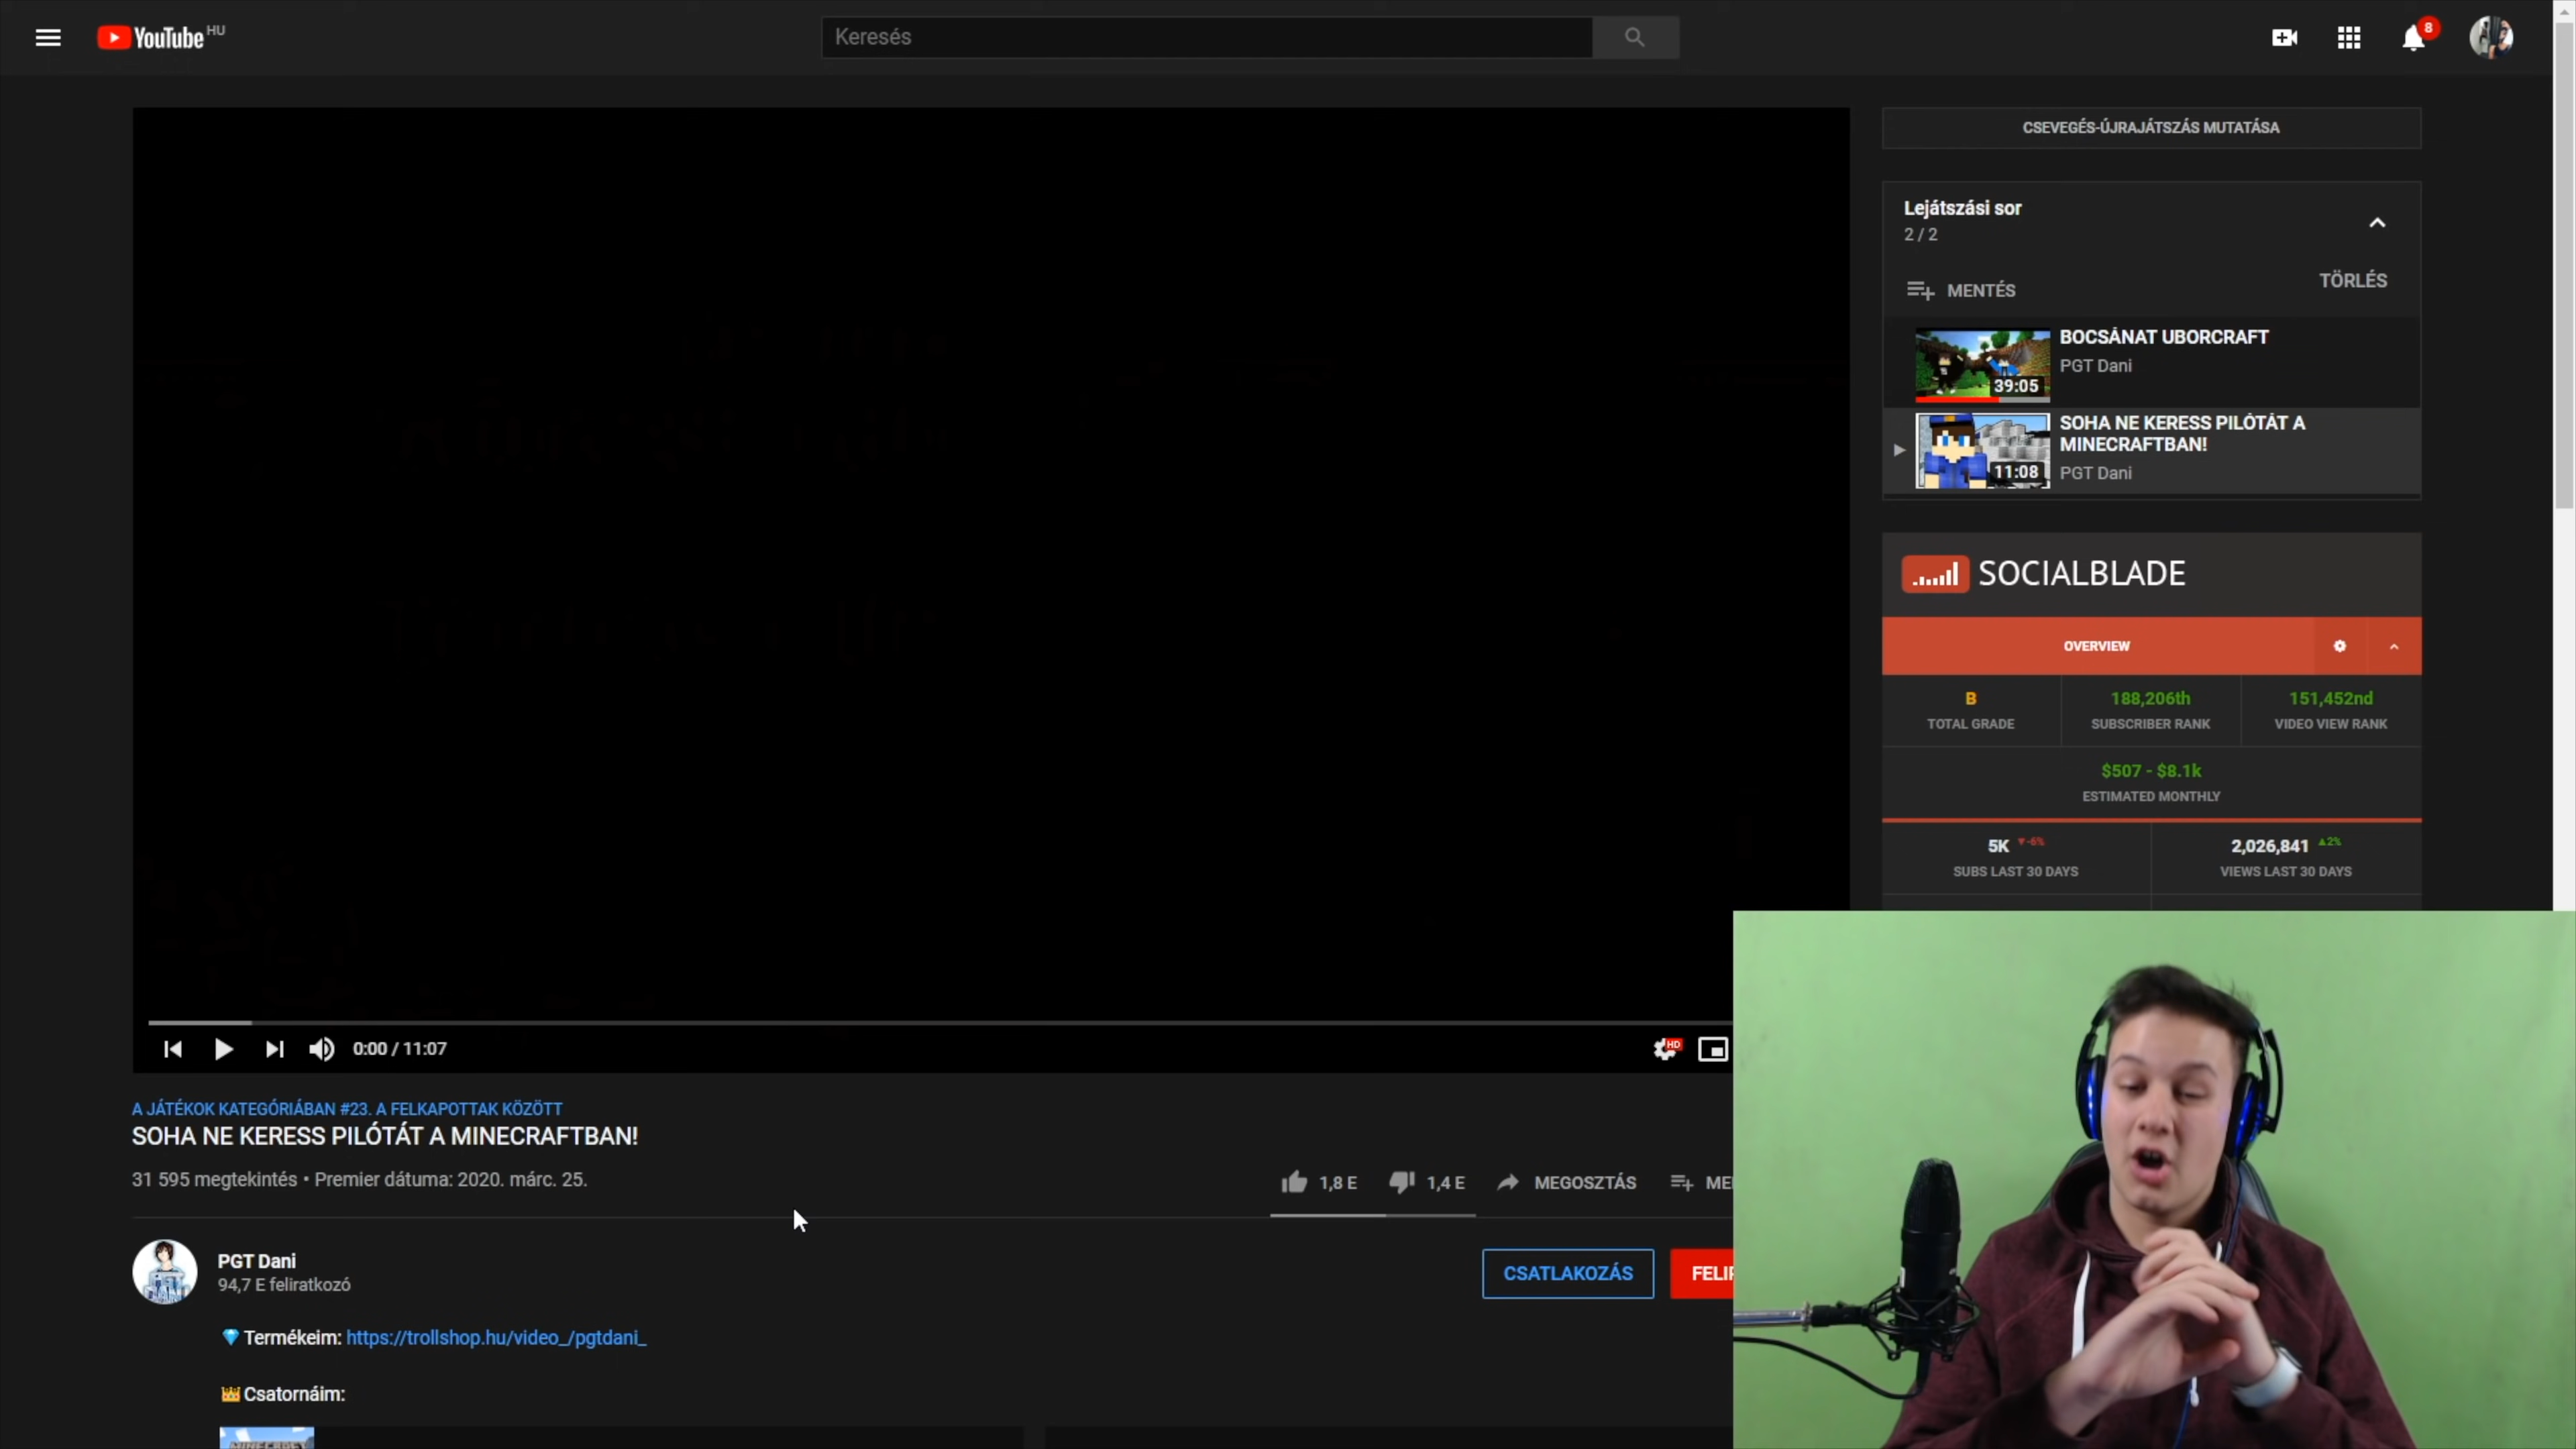 YouTube HU
Keresés
8
CSEVEGÉS-ÚJRAJÁTSZÁS MUTATÁSA
Lejátszási sor
2 / 2
MENTÉS
TÖRLÉS
BOCSÁNAT UBORCRAFT
PGT Dani
39:05
SOHA NE KERESS PILÓTÁT A
MINECRAFTBAN!
11:08
PGT Dani
SOCIALBLADE
OVERVIEW
B
TOTAL GRADE
188,206th
SUBSCRIBER RANK
151,452nd
VIDEO VIEW RANK
$507 - $8.1k
ESTIMATED MONTHLY
5K ▼-6%
SUBS LAST 30 DAYS
2,026,841 ▲2%
VIEWS LAST 30 DAYS
0:00 / 11:07
HD
A JÁTÉKOK KATEGÓRIÁBAN #23. A FELKAPOTTAK KÖZÖTT
SOHA NE KERESS PILÓTÁT A MINECRAFTBAN!
31 595 megtekintés • Premier dátuma: 2020. márc. 25.
1,8 E
1,4 E
MEGOSZTÁS
PGT Dani
94,7 E feliratkozó
CSATLAKOZÁS
Termékeim: https://trollshop.hu/video_/pgtdani_
Csatornáim:
MINECRAFT